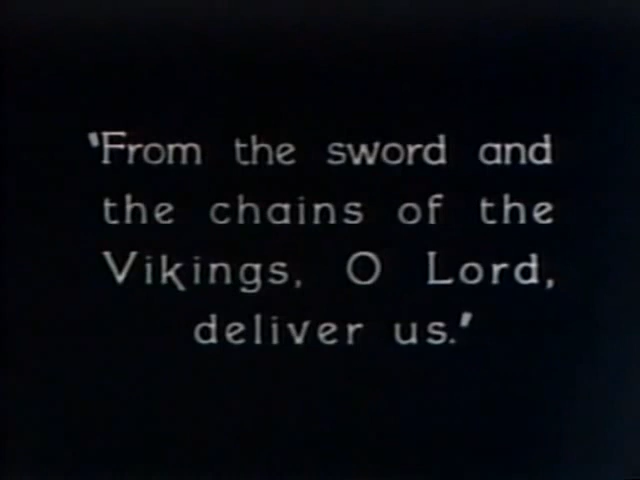 "From the sword and
the chains of the
Vikings, O Lord,
deliver us."